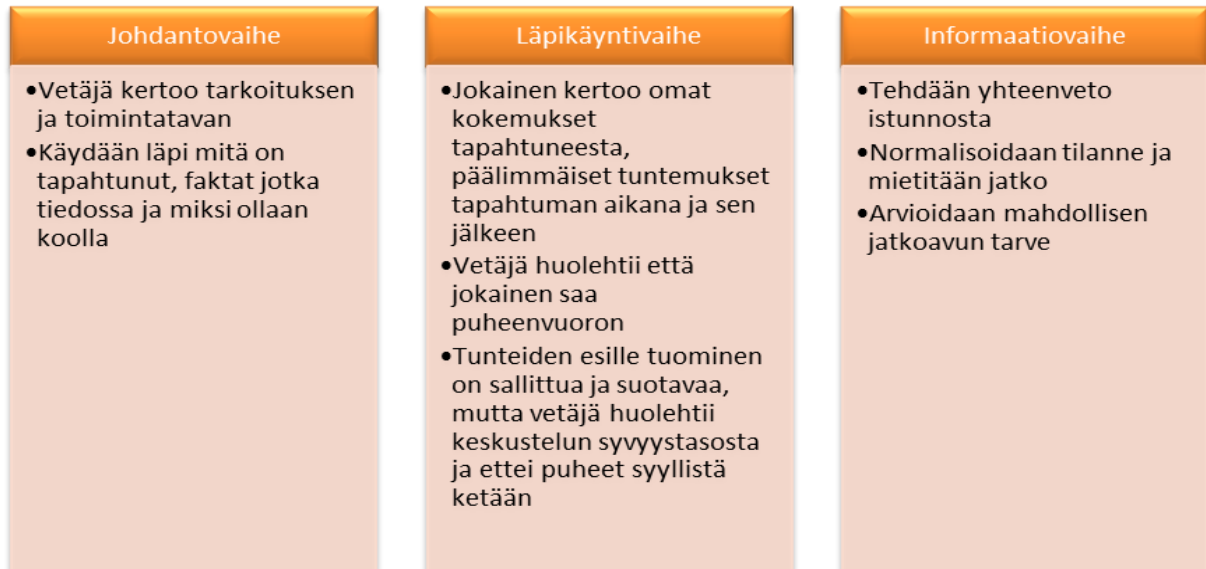 Johdantovaihe
•Vetäjä kertoo tarkoituksen
ja toimintatavan
•Käydään läpi mitä on
tapahtunut, faktat jotka
tiedossa ja miksi ollaan
koolla
Läpikäyntivaihe
•Jokainen kertoo omat
kokemukset
tapahtuneesta,
päälimmäiset tuntemukset
tapahtuman aikana ja sen
jälkeen
•Vetäjä huolehtii että
jokainen saa
puheenvuoron
•Tunteiden esille tuominen
on sallittua ja suotavaa,
mutta vetäjä huolehtii
keskustelun syvyystasosta
ja ettei puheet syyllistä
ketään
Informaatiovaihe
•Tehdään yhteenveto
istunnosta
•Normalisoidaan tilanne ja
mietitään jatko
•Arvioidaan mahdollisen
jatkoavun tarve